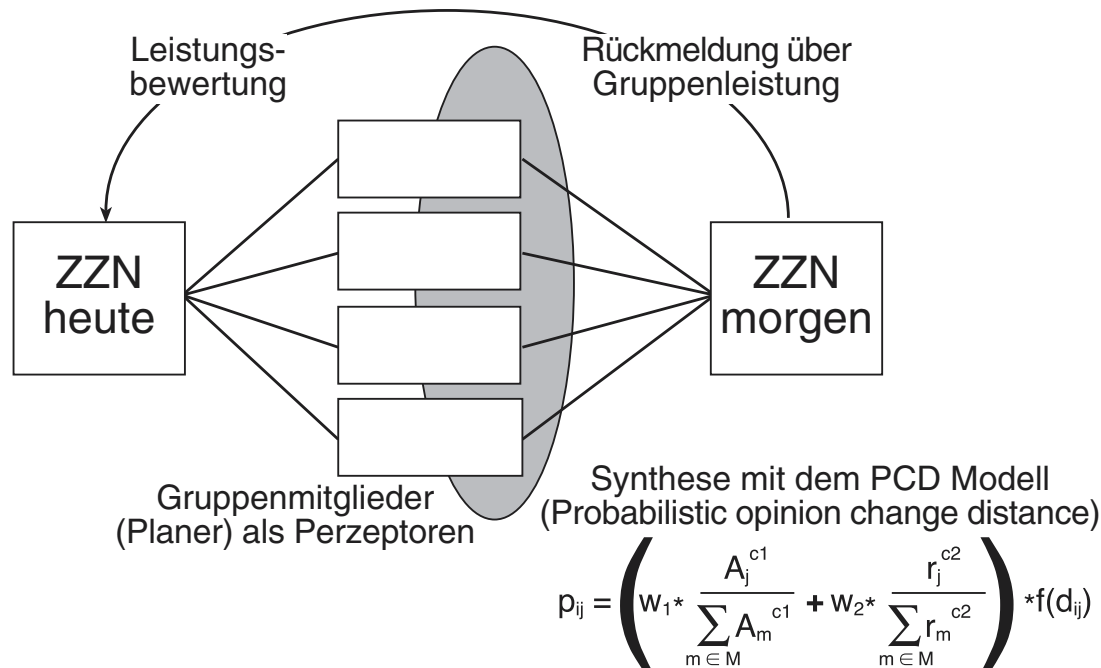 Leistungs-
bewertung
Rückmeldung über
Gruppenleistung
ZZN
heute
ZZN
morgen
Gruppenmitglieder
(Planer) als Perzeptoren
Synthese mit dem PCD Modell
(Probabilistic opinion change distance)
p_ij = ( w_1* A_j^c1 / ∑_{m ∈ M} A_m^c1 + w_2* r_j^c2 / ∑_{m ∈ M} r_m^c2 ) *f(d_ij)